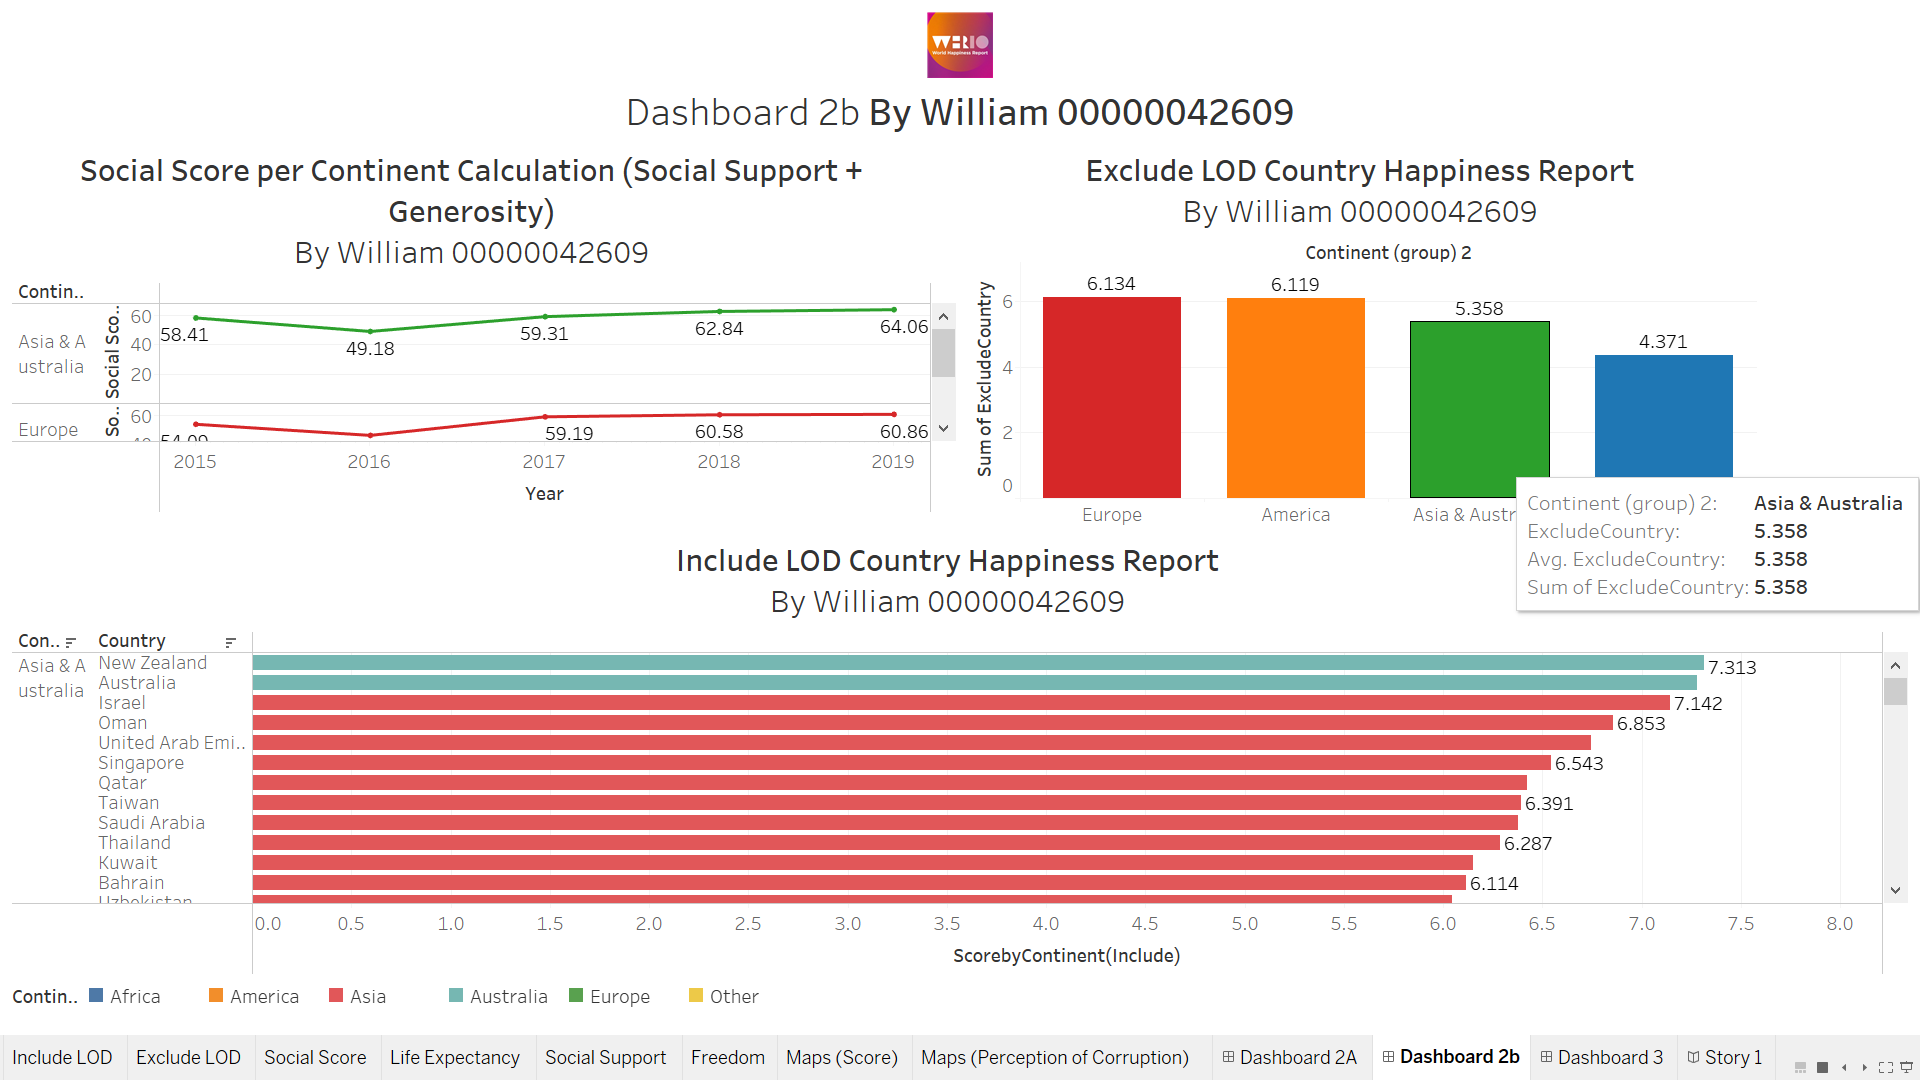 WERIO
World Happiness Report
Dashboard 2b By William 00000042609
Social Score per Continent Calculation (Social Support +
Generosity)
By William 00000042609
Contin..
Asia & A
ustralia
Social Sco..
60
40
20
58.41
49.18
59.31
62.84
64.06
Europe
So..
60
40
54.09
59.19
60.58
60.86
2015 2016 2017 2018 2019
Year
Exclude LOD Country Happiness Report
By William 00000042609
Continent (group) 2
Sum of ExcludeCountry
6
4
2
0
6.134
6.119
5.358
4.371
Europe America Asia & Austr
Continent (group) 2: Asia & Australia
ExcludeCountry: 5.358
Avg. ExcludeCountry: 5.358
Sum of ExcludeCountry: 5.358
Include LOD Country Happiness Report
By William 00000042609
Con.. Country
Asia & A
ustralia
New Zealand 7.313
Australia
Israel 7.142
Oman 6.853
United Arab Emi..
Singapore 6.543
Qatar
Taiwan 6.391
Saudi Arabia
Thailand 6.287
Kuwait
Bahrain 6.114
Uzbekistan
0.0 0.5 1.0 1.5 2.0 2.5 3.0 3.5 4.0 4.5 5.0 5.5 6.0 6.5 7.0 7.5 8.0
ScorebyContinent(Include)
Contin.. Africa America Asia Australia Europe Other
Include LOD Exclude LOD Social Score Life Expectancy Social Support Freedom Maps (Score) Maps (Perception of Corruption) Dashboard 2A Dashboard 2b Dashboard 3 Story 1